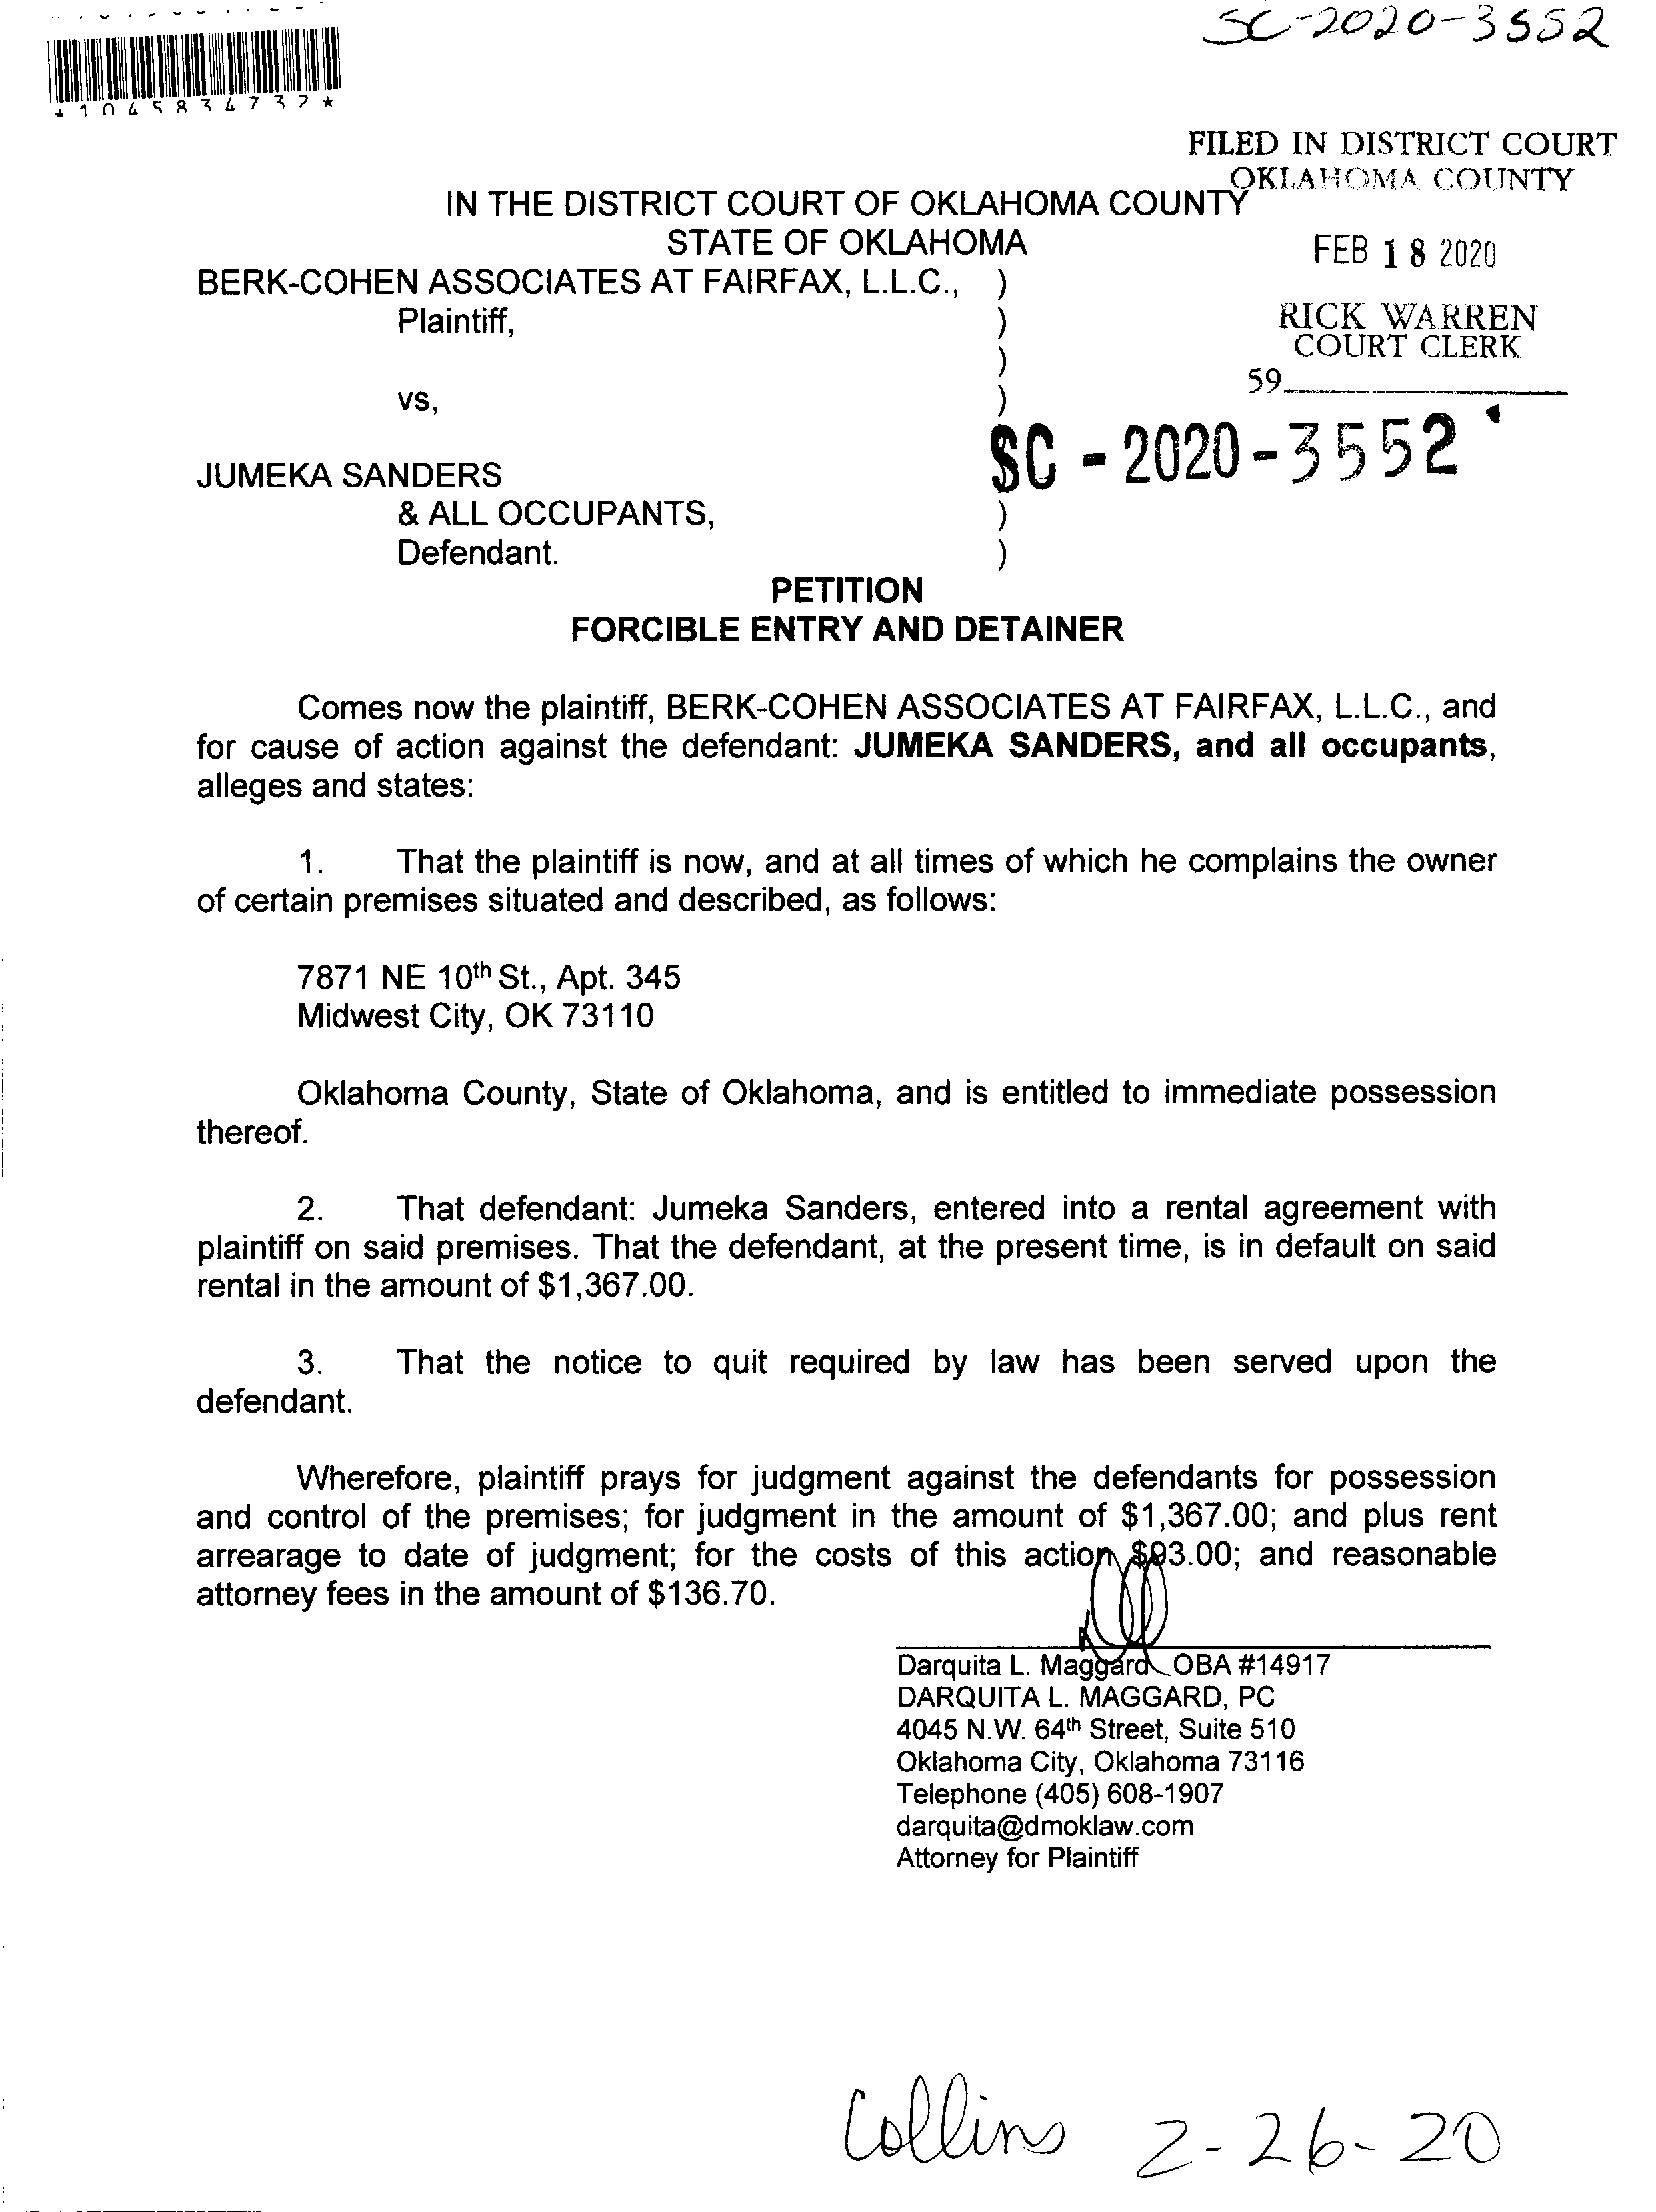 SC-2020-3552
*1045834737*
FILED IN DISTRICT COURT
OKLAHOMA COUNTY
IN THE DISTRICT COURT OF OKLAHOMA COUNTY
STATE OF OKLAHOMA
FEB 18 2020
BERK-COHEN ASSOCIATES AT FAIRFAX, L.L.C., )
Plaintiff, )
RICK WARREN
COURT CLERK
)
59
vs, )
SC - 2020-3552
JUMEKA SANDERS
& ALL OCCUPANTS, )
Defendant. )
PETITION
FORCIBLE ENTRY AND DETAINER
Comes now the plaintiff, BERK-COHEN ASSOCIATES AT FAIRFAX, L.L.C., and
for cause of action against the defendant: JUMEKA SANDERS, and all occupants,
alleges and states:
1. That the plaintiff is now, and at all times of which he complains the owner
of certain premises situated and described, as follows:
7871 NE 10th St., Apt. 345
Midwest City, OK 73110
Oklahoma County, State of Oklahoma, and is entitled to immediate possession
thereof.
2. That defendant: Jumeka Sanders, entered into a rental agreement with
plaintiff on said premises. That the defendant, at the present time, is in default on said
rental in the amount of $1,367.00.
3. That the notice to quit required by law has been served upon the
defendant.
Wherefore, plaintiff prays for judgment against the defendants for possession
and control of the premises; for judgment in the amount of $1,367.00; and plus rent
arrearage to date of judgment; for the costs of this action, and reasonable
attorney fees in the amount of $136.70.
Darquita L. Maggard OBA #14917
DARQUITA L. MAGGARD, PC
4045 N.W. 64th Street, Suite 510
Oklahoma City, Oklahoma 73116
Telephone (405) 608-1907
darquita@dmoklaw.com
Attorney for Plaintiff
Collins 2-26-20